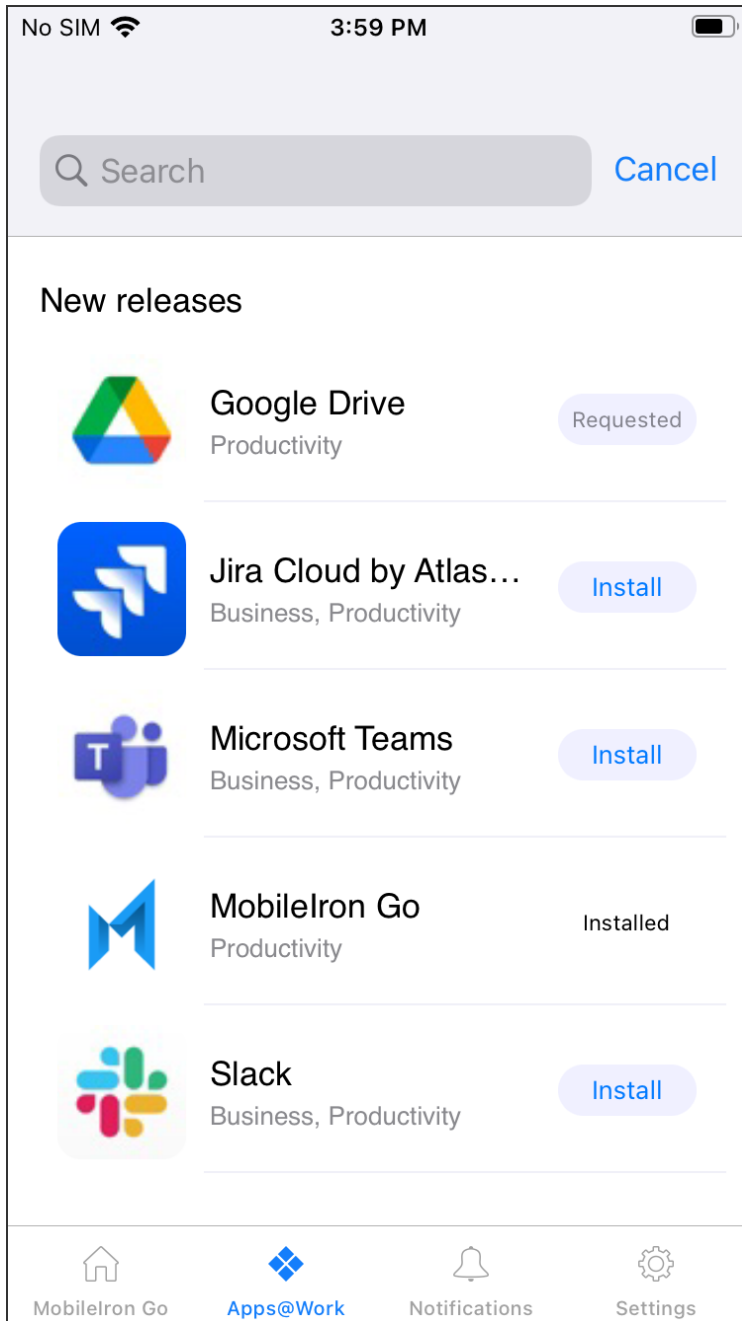 No SIM 3:59 PM
Search Cancel
New releases
Google Drive
Productivity
Requested
Jira Cloud by Atlas...
Business, Productivity
Install
T
Microsoft Teams
Business, Productivity
Install
MobileIron Go
Productivity
Installed
Slack
Business, Productivity
Install
MobileIron Go Apps@Work Notifications Settings